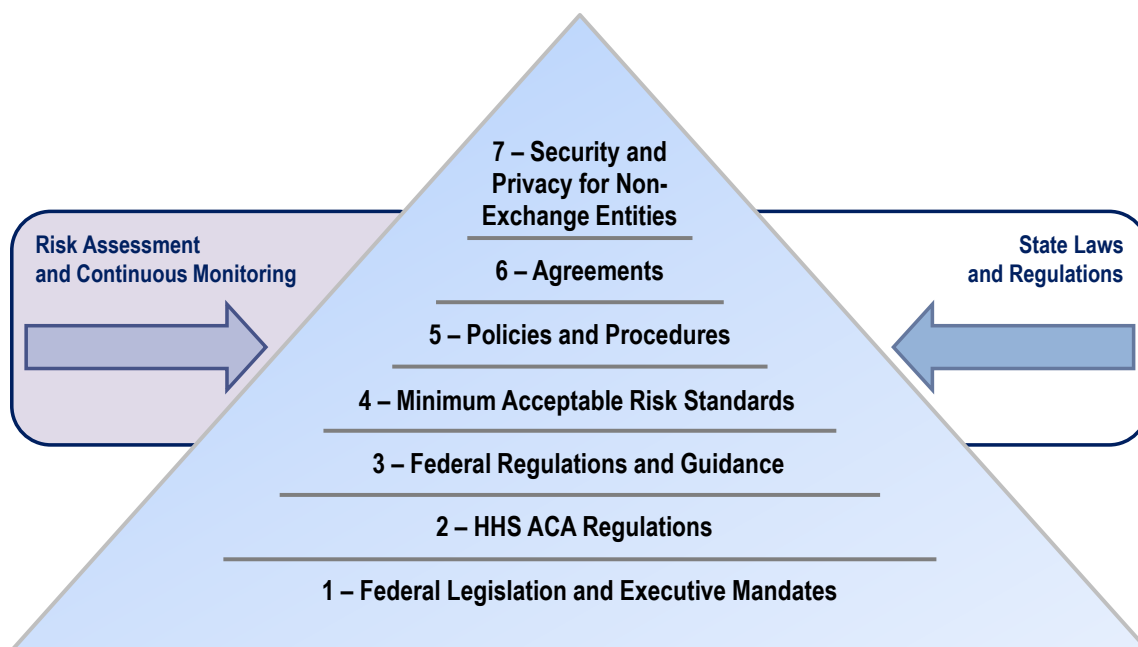 7 – Security and
Privacy for Non-
Exchange Entities
Risk Assessment
and Continuous Monitoring
State Laws
and Regulations
6 – Agreements
5 – Policies and Procedures
4 – Minimum Acceptable Risk Standards
3 – Federal Regulations and Guidance
2 – HHS ACA Regulations
1 – Federal Legislation and Executive Mandates